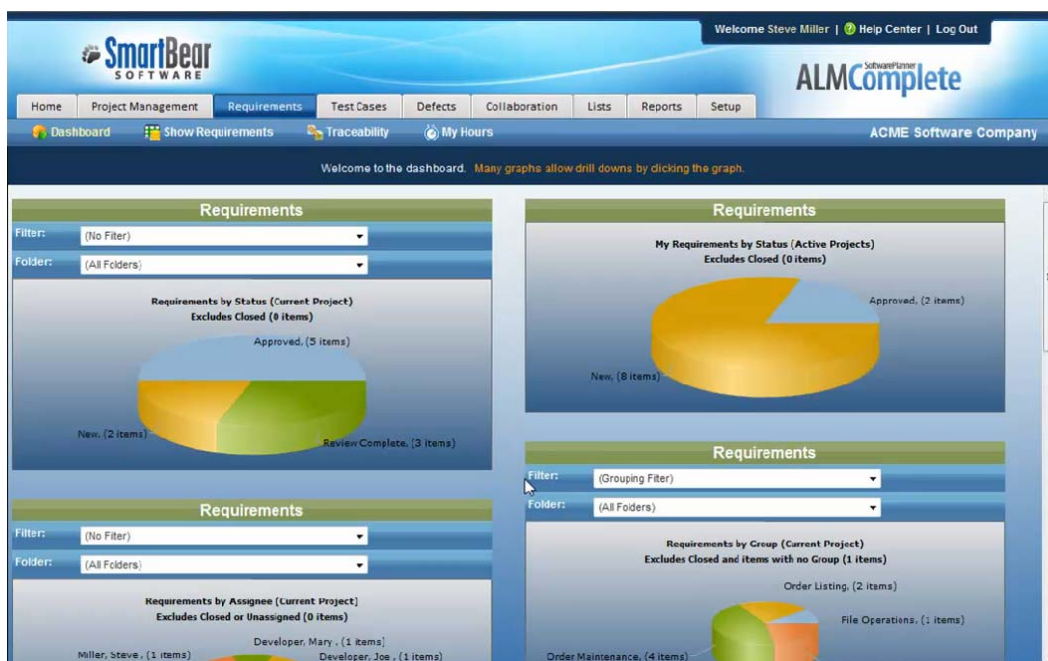 Welcome Steve Miller | Help Center | Log Out
SmartBear
SOFTWARE
SoftwarePlanner
ALMComplete
Home Project Management Requirements Test Cases Defects Collaboration Lists Reports Setup
Dashboard Show Requirements Traceability My Hours ACME Software Company
Welcome to the dashboard. Many graphs allow drill downs by clicking the graph.
Requirements
Filter: (No Filter)
Folder: (All Folders)
Requirements by Status (Current Project)
Excludes Closed (0 items)
Approved, (5 items)
New, (2 items)
Review Complete, (3 items)
Requirements
My Requirements by Status (Active Projects)
Excludes Closed (0 items)
Approved, (2 items)
New, (8 items)
Requirements
Filter: (No Filter)
Folder: (All Folders)
Requirements by Assignee (Current Project)
Excludes Closed or Unassigned (0 items)
Developer, Mary , (1 items)
Miller, Steve , (1 items)
Developer, Joe , (1 items)
Requirements
Filter: (Grouping Filter)
Folder: (All Folders)
Requirements by Group (Current Project)
Excludes Closed and items with no Group (1 items)
Order Listing, (2 items)
File Operations, (1 items)
Order Maintenance, (4 items)